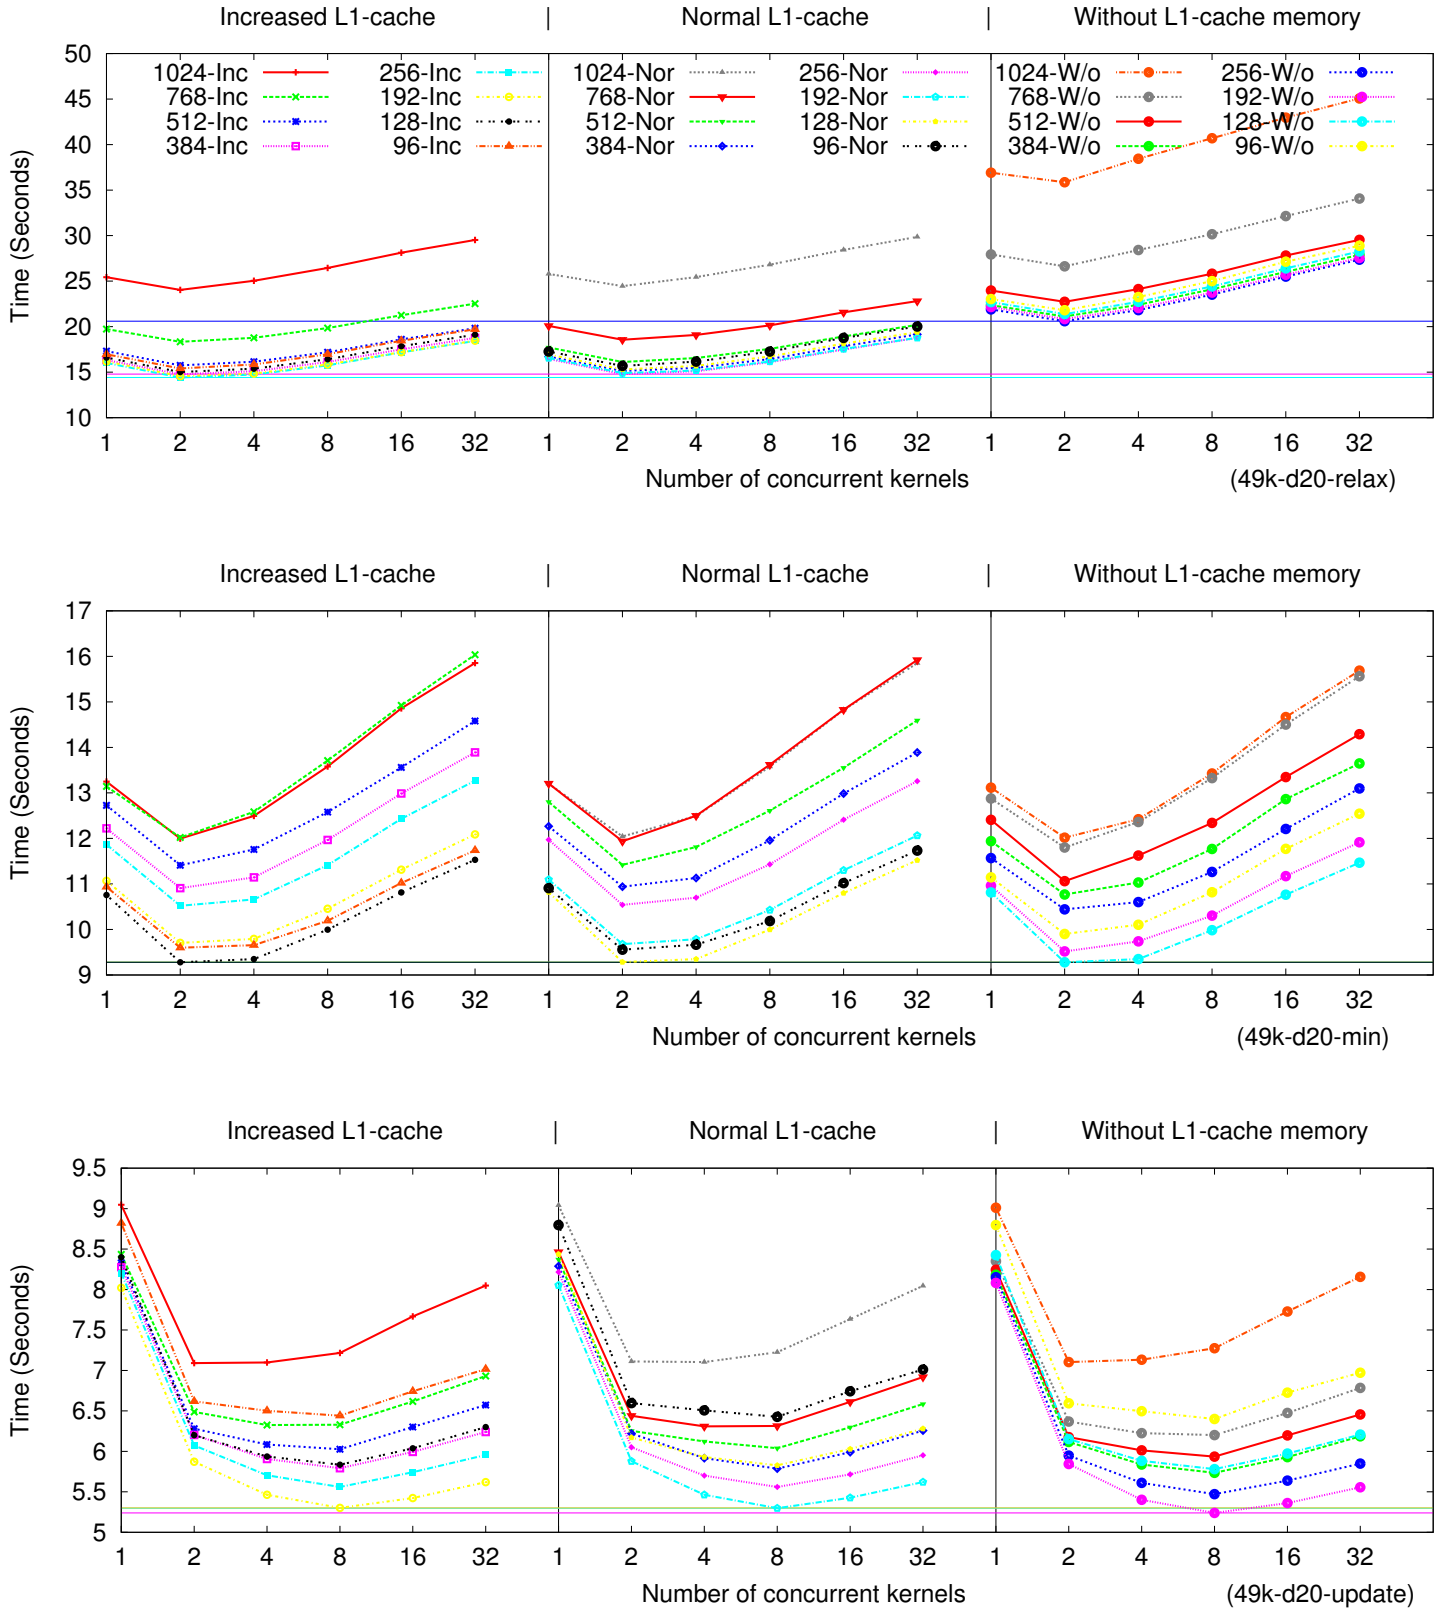 Increased L1-cache | Normal L1-cache | Without L1-cache memory
50
45
40
35
30
25
20
15
10
Time (Seconds)
1024-Inc 256-Inc 1024-Nor 256-Nor 1024-W/o 256-W/o
768-Inc 192-Inc 768-Nor 192-Nor 768-W/o 192-W/o
512-Inc 128-Inc 512-Nor 128-Nor 512-W/o 128-W/o
384-Inc 96-Inc 384-Nor 96-Nor 384-W/o 96-W/o
1 2 4 8 16 32 1 2 4 8 16 32 1 2 4 8 16 32
Number of concurrent kernels (49k-d20-relax)
Increased L1-cache | Normal L1-cache | Without L1-cache memory
17
16
15
14
13
12
11
10
9
Time (Seconds)
1 2 4 8 16 32 1 2 4 8 16 32 1 2 4 8 16 32
Number of concurrent kernels (49k-d20-min)
Increased L1-cache | Normal L1-cache | Without L1-cache memory
9.5
9
8.5
8
7.5
7
6.5
6
5.5
5
Time (Seconds)
1 2 4 8 16 32 1 2 4 8 16 32 1 2 4 8 16 32
Number of concurrent kernels (49k-d20-update)